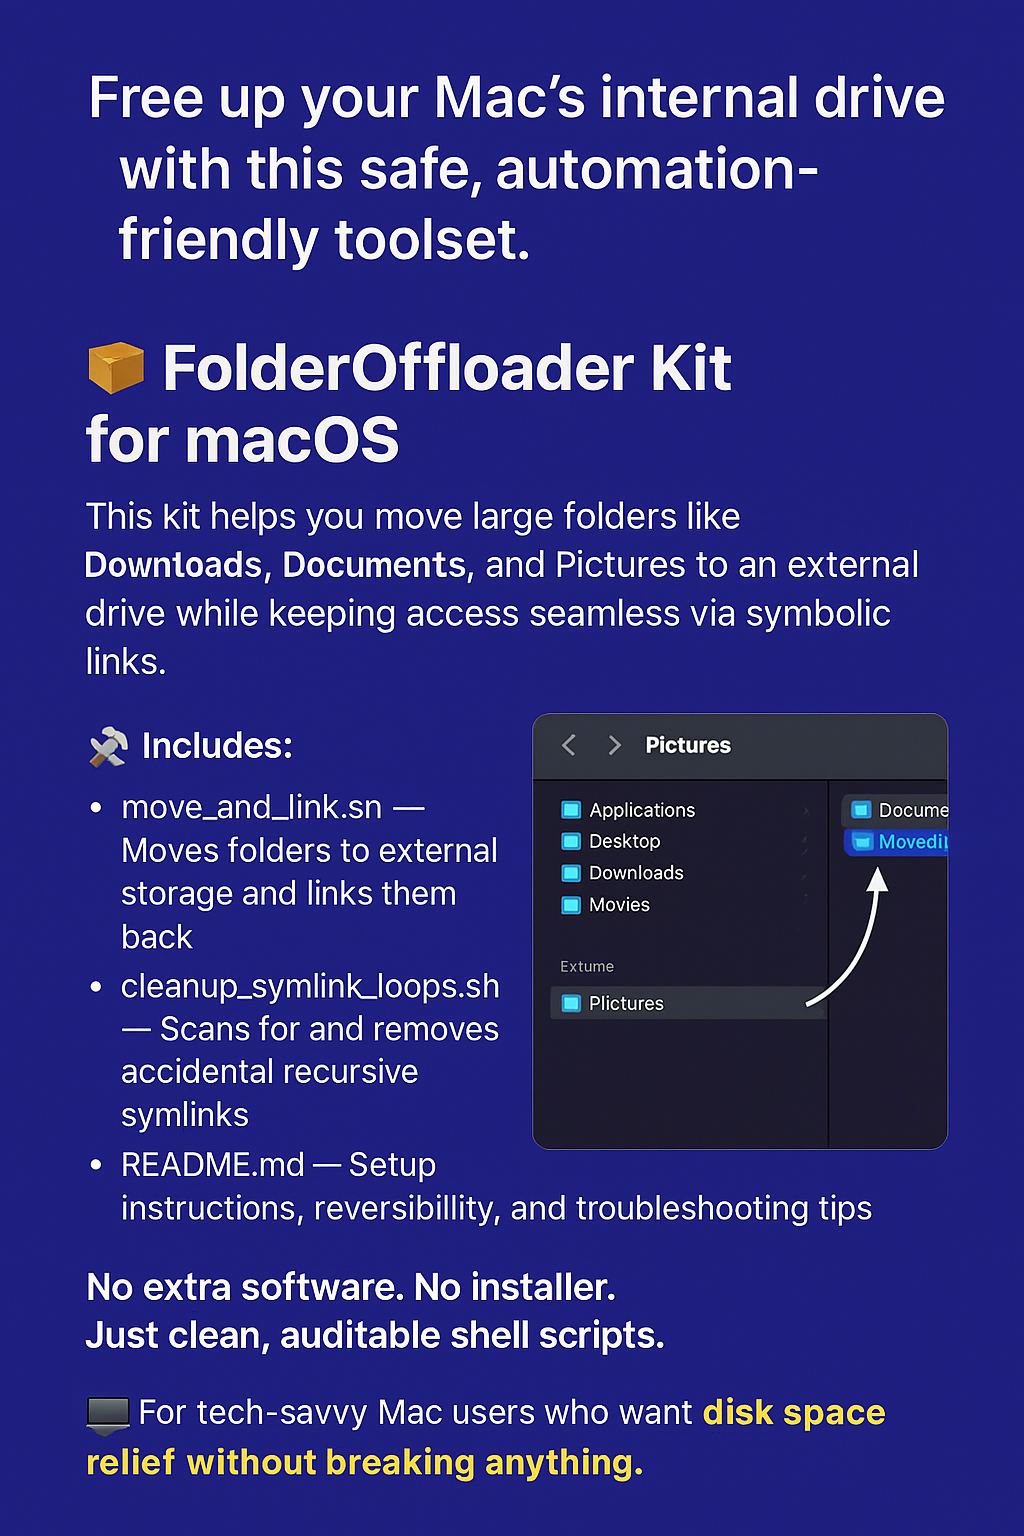 Free up your Mac’s internal drive
with this safe, automation-
friendly toolset.
FolderOffloader Kit
for macOS
This kit helps you move large folders like
Downloads, Documents, and Pictures to an external
drive while keeping access seamless via symbolic
links.
Includes:
• move_and_link.sn —
Moves folders to external
storage and links them
back
• cleanup_symlink_loops.sh
— Scans for and removes
accidental recursive
symlinks
• README.md — Setup
instructions, reversibillity, and troubleshooting tips
Pictures
Applications
Desktop
Downloads
Movies
Extume
Plictures
Docume
Movedi
No extra software. No installer.
Just clean, auditable shell scripts.
For tech-savvy Mac users who want disk space
relief without breaking anything.